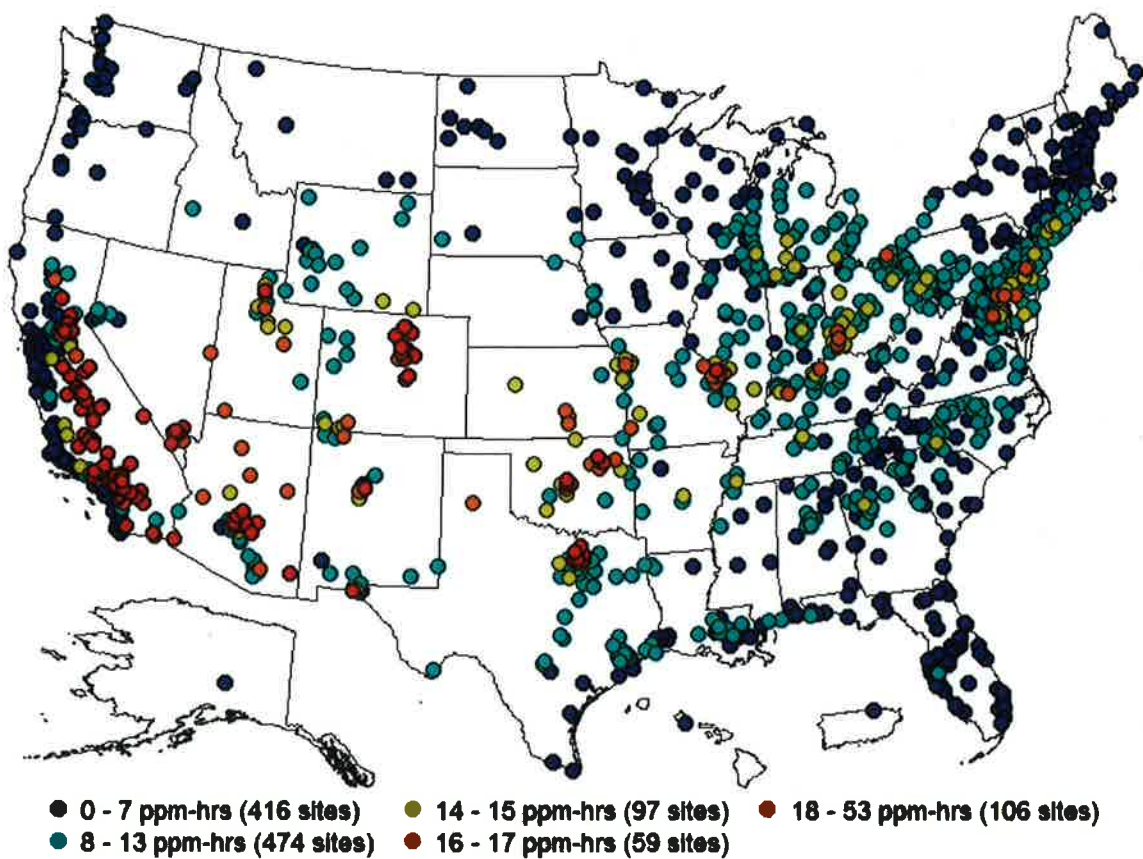 0 - 7 ppm-hrs (416 sites) 14 - 15 ppm-hrs (97 sites) 18 - 53 ppm-hrs (106 sites)
8 - 13 ppm-hrs (474 sites) 16 - 17 ppm-hrs (59 sites)